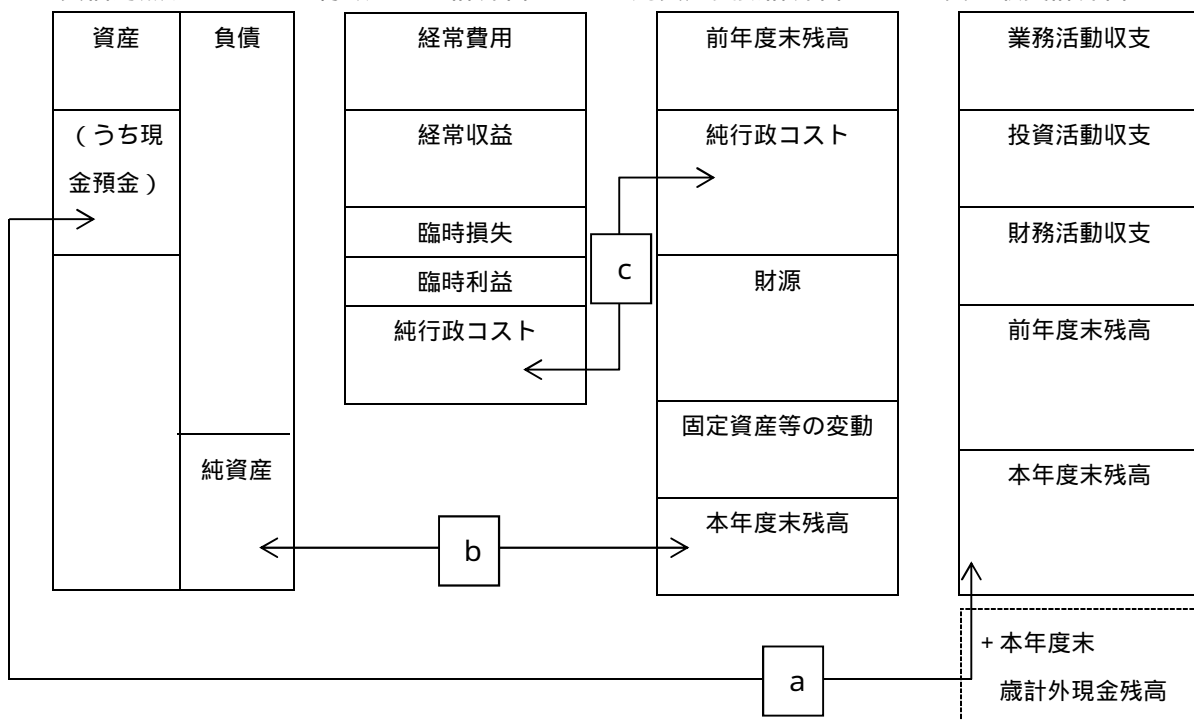 資産
負債
(うち現
金預金)
純資産
経常費用
経常収益
臨時損失
臨時利益
純行政コスト
前年度末残高
純行政コスト
財源
固定資産等の変動
本年度末残高
業務活動収支
投資活動収支
財務活動収支
前年度末残高
本年度末残高
+本年度末
歳計外現金残高
c
b
a